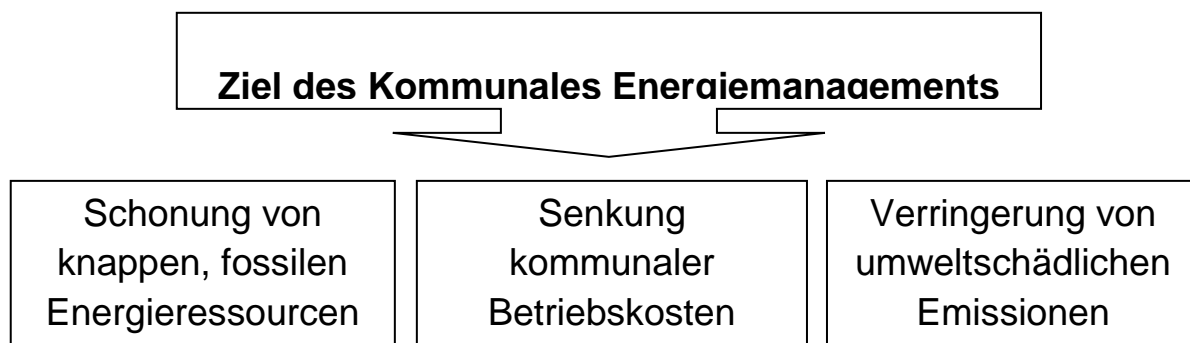 Ziel des Kommunales Energiemanagements
Schonung von
knappen, fossilen
Energieressourcen
Senkung
kommunaler
Betriebskosten
Verringerung von
umweltschädlichen
Emissionen